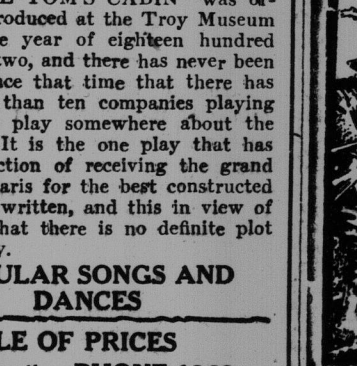 TOM'S CABIN" was
roduced at the Troy Museum
e year of eighteen hundred
two, and there has never been
nce that time that there has
than ten companies playing
play somewhere about the
It is the one play that has
ction of receiving the grand
aris for the best constructed
written, and this in view of
hat there is no definite plot
y.
ULAR SONGS AND
DANCES
LE OF PRICES